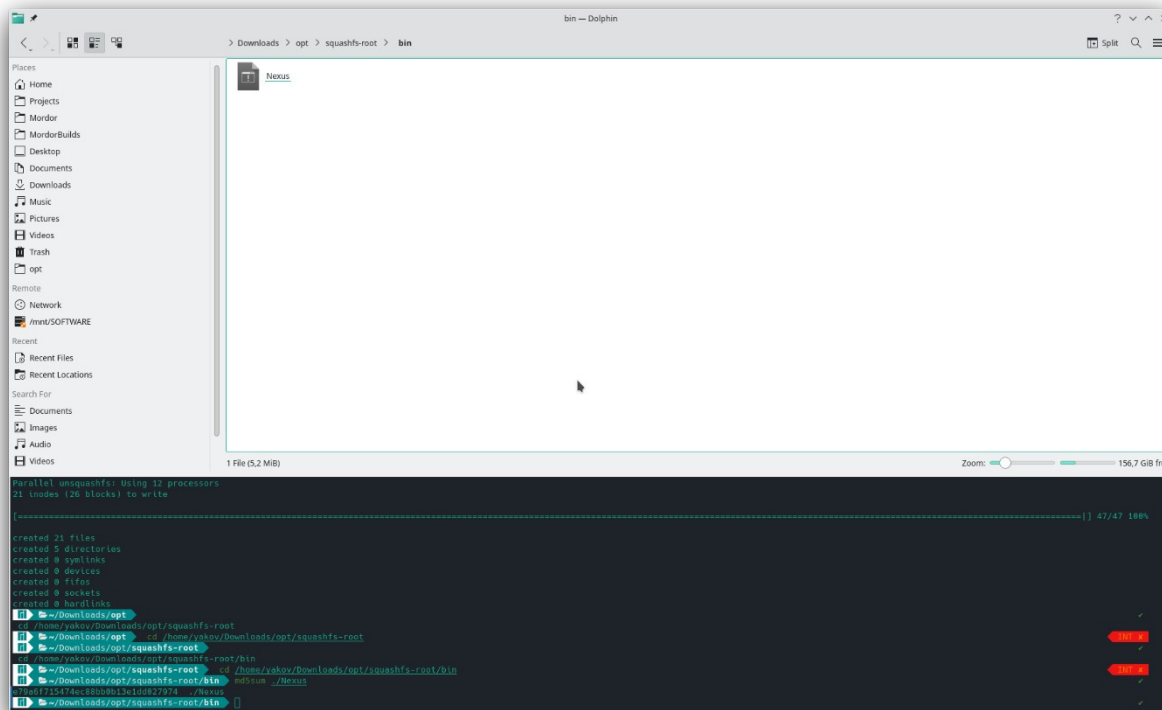 bin — Dolphin
> Downloads > opt > squashfs-root > bin
Split
Places
Home
Projects
Mordor
MordorBuilds
Desktop
Documents
Downloads
Music
Pictures
Videos
Trash
opt
Remote
Network
/mnt/SOFTWARE
Recent
Recent Files
Recent Locations
Search For
Documents
Images
Audio
Videos
Nexus
1 File (5,2 MiB)
Zoom:
156,7 GiB fr
Parallel unsquashfs: Using 12 processors
21 inodes (26 blocks) to write
[=====================================================================================================|] 47/47 100%
created 21 files
created 5 directories
created 0 symlinks
created 0 devices
created 0 fifos
created 0 sockets
created 0 hardlinks
~/Downloads/opt ✓
cd /home/yakov/Downloads/opt/squashfs-root
~/Downloads/opt cd /home/yakov/Downloads/opt/squashfs-root INT ✘
~/Downloads/opt/squashfs-root ✓
cd /home/yakov/Downloads/opt/squashfs-root/bin
~/Downloads/opt/squashfs-root cd /home/yakov/Downloads/opt/squashfs-root/bin INT ✘
~/Downloads/opt/squashfs-root/bin md5sum ./Nexus ✓
e79a6f715474ec88bb0b13e1dd027974 ./Nexus
~/Downloads/opt/squashfs-root/bin ✓